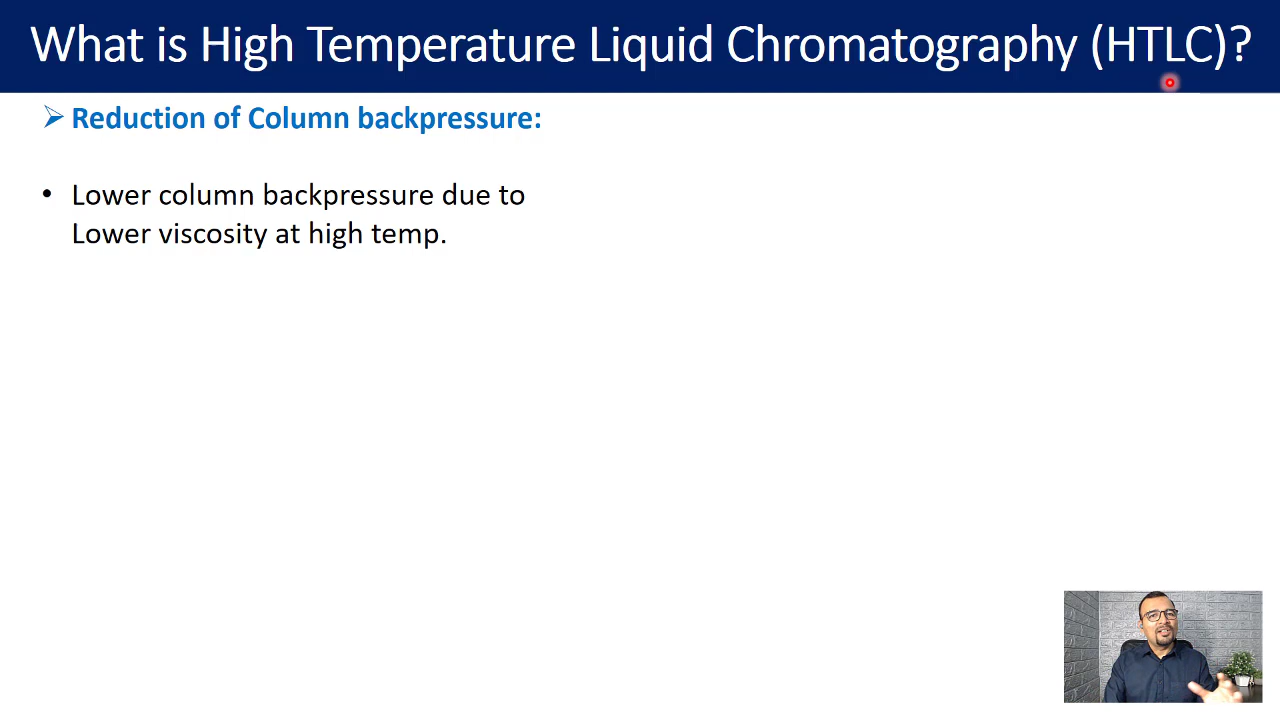 What is High Temperature Liquid Chromatography (HTLC)?
➢ Reduction of Column backpressure:
• Lower column backpressure due to
Lower viscosity at high temp.